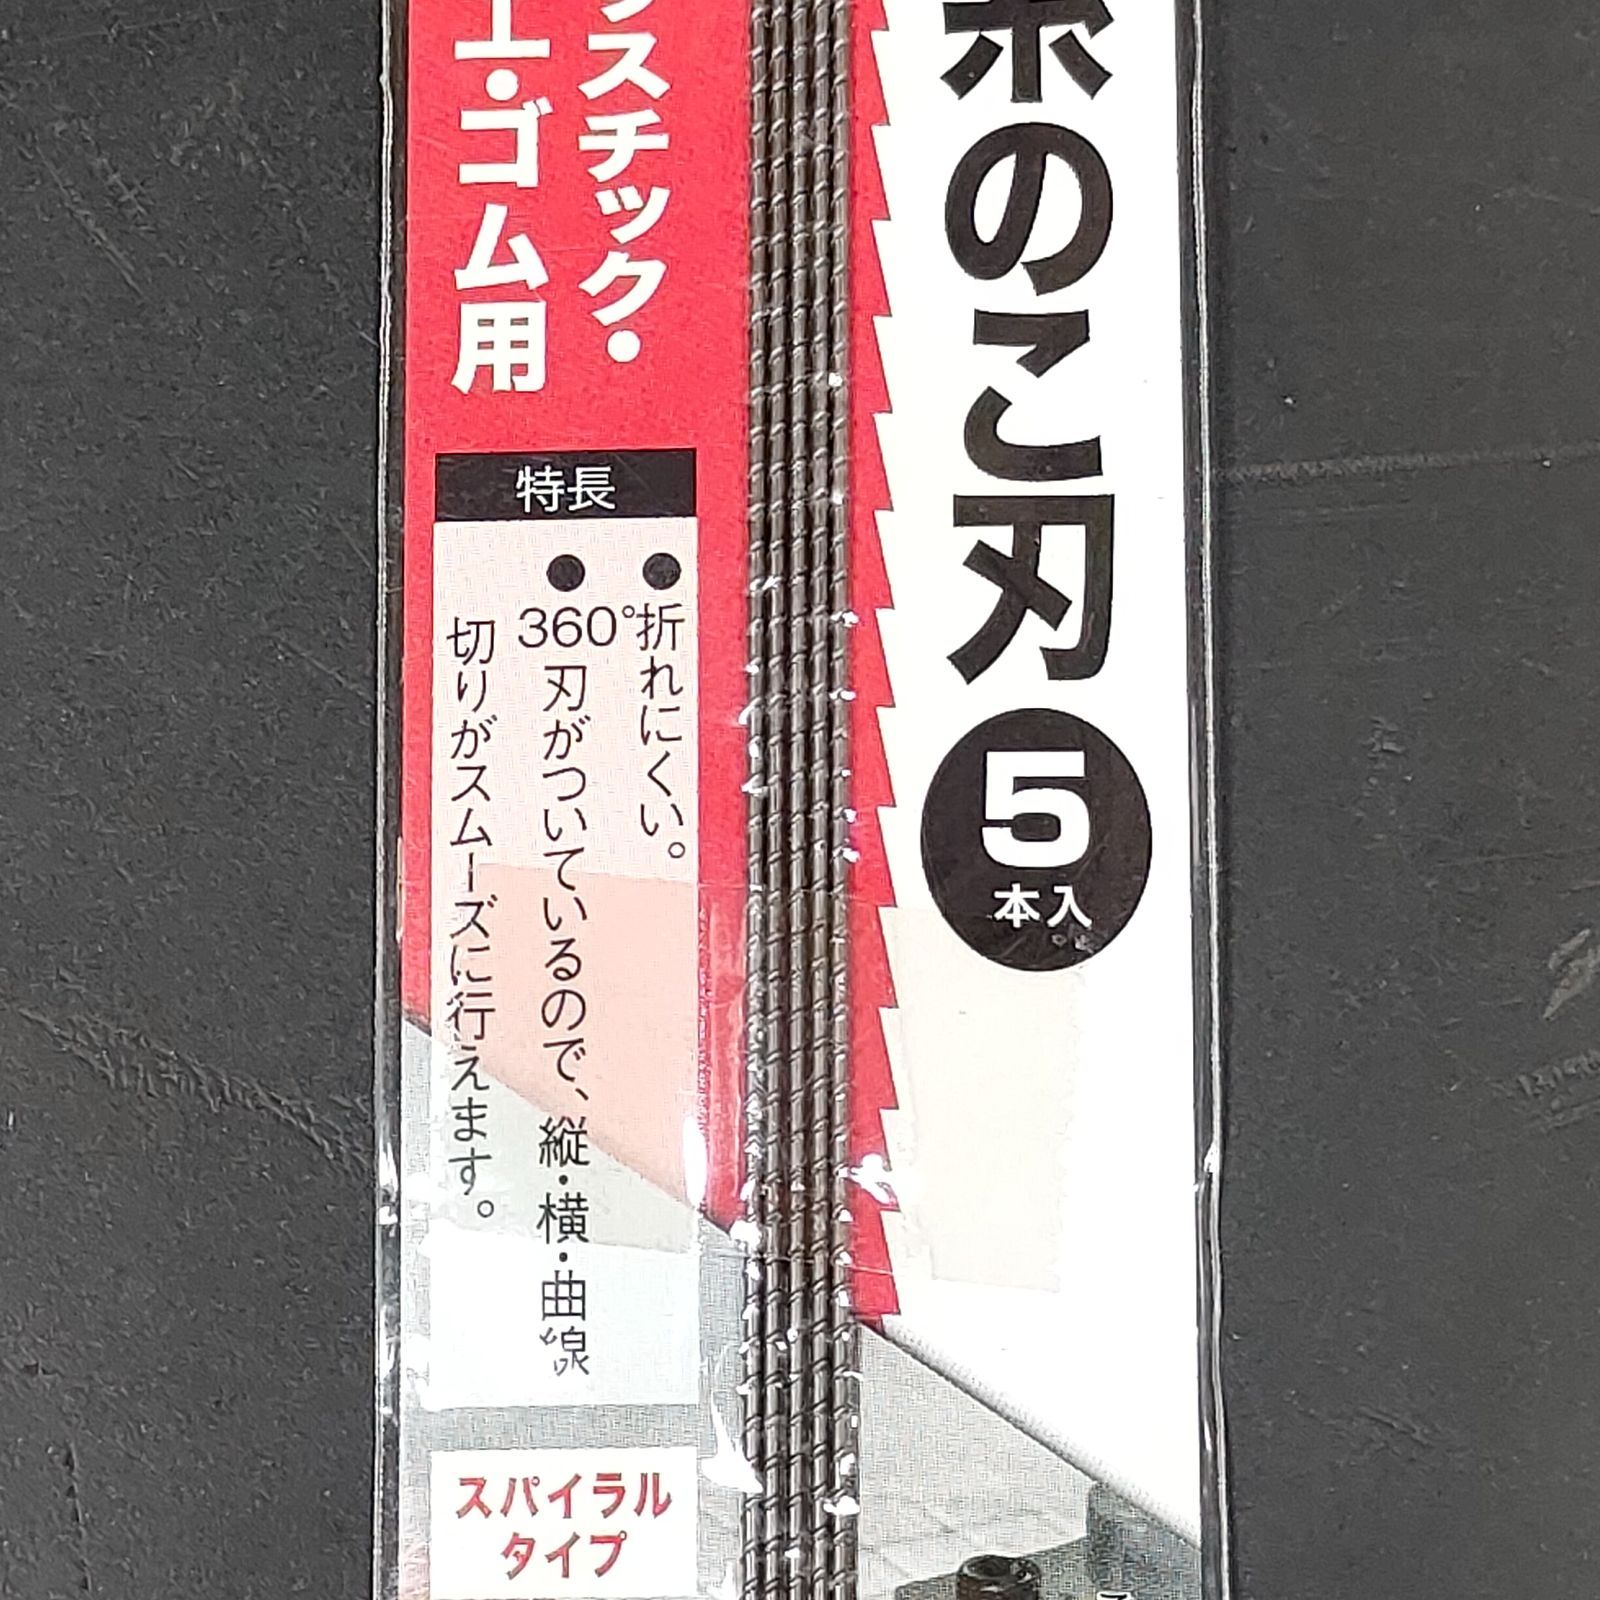 のこ刃
5
本入
スチック・
ゴム用
特長
●折れにくい。
●360°刃がついているので、縦・横・曲線
切りがスムーズに行えます。
スパイラル
タイプ